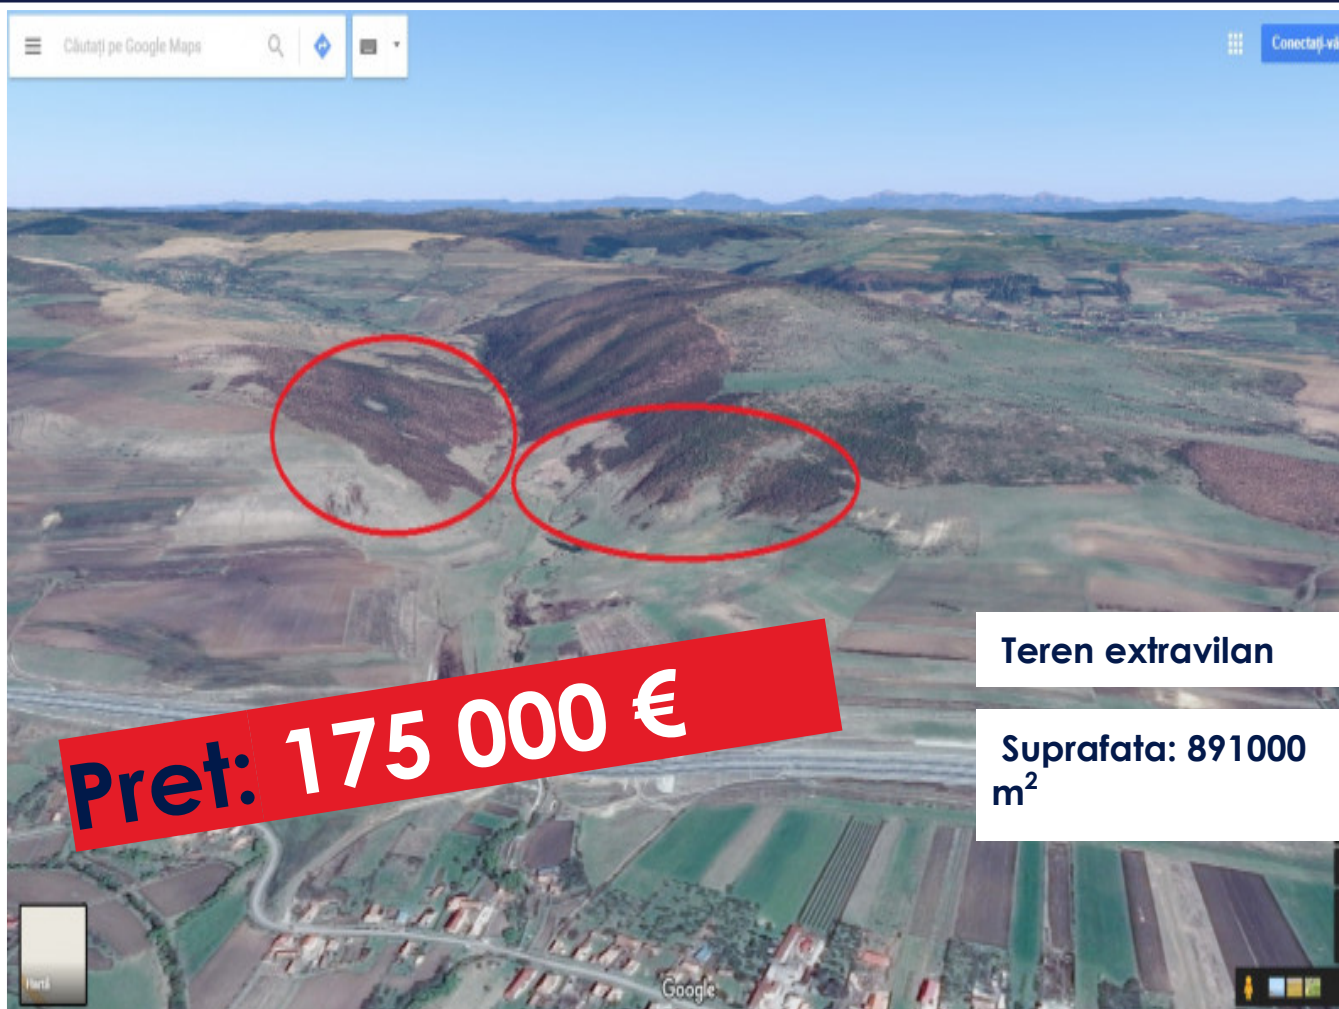 Căutați pe Google Maps
Conectați-vă
Teren extravilan
Pret: 175 000 €
Suprafata: 891000
m²
Hartă
Google